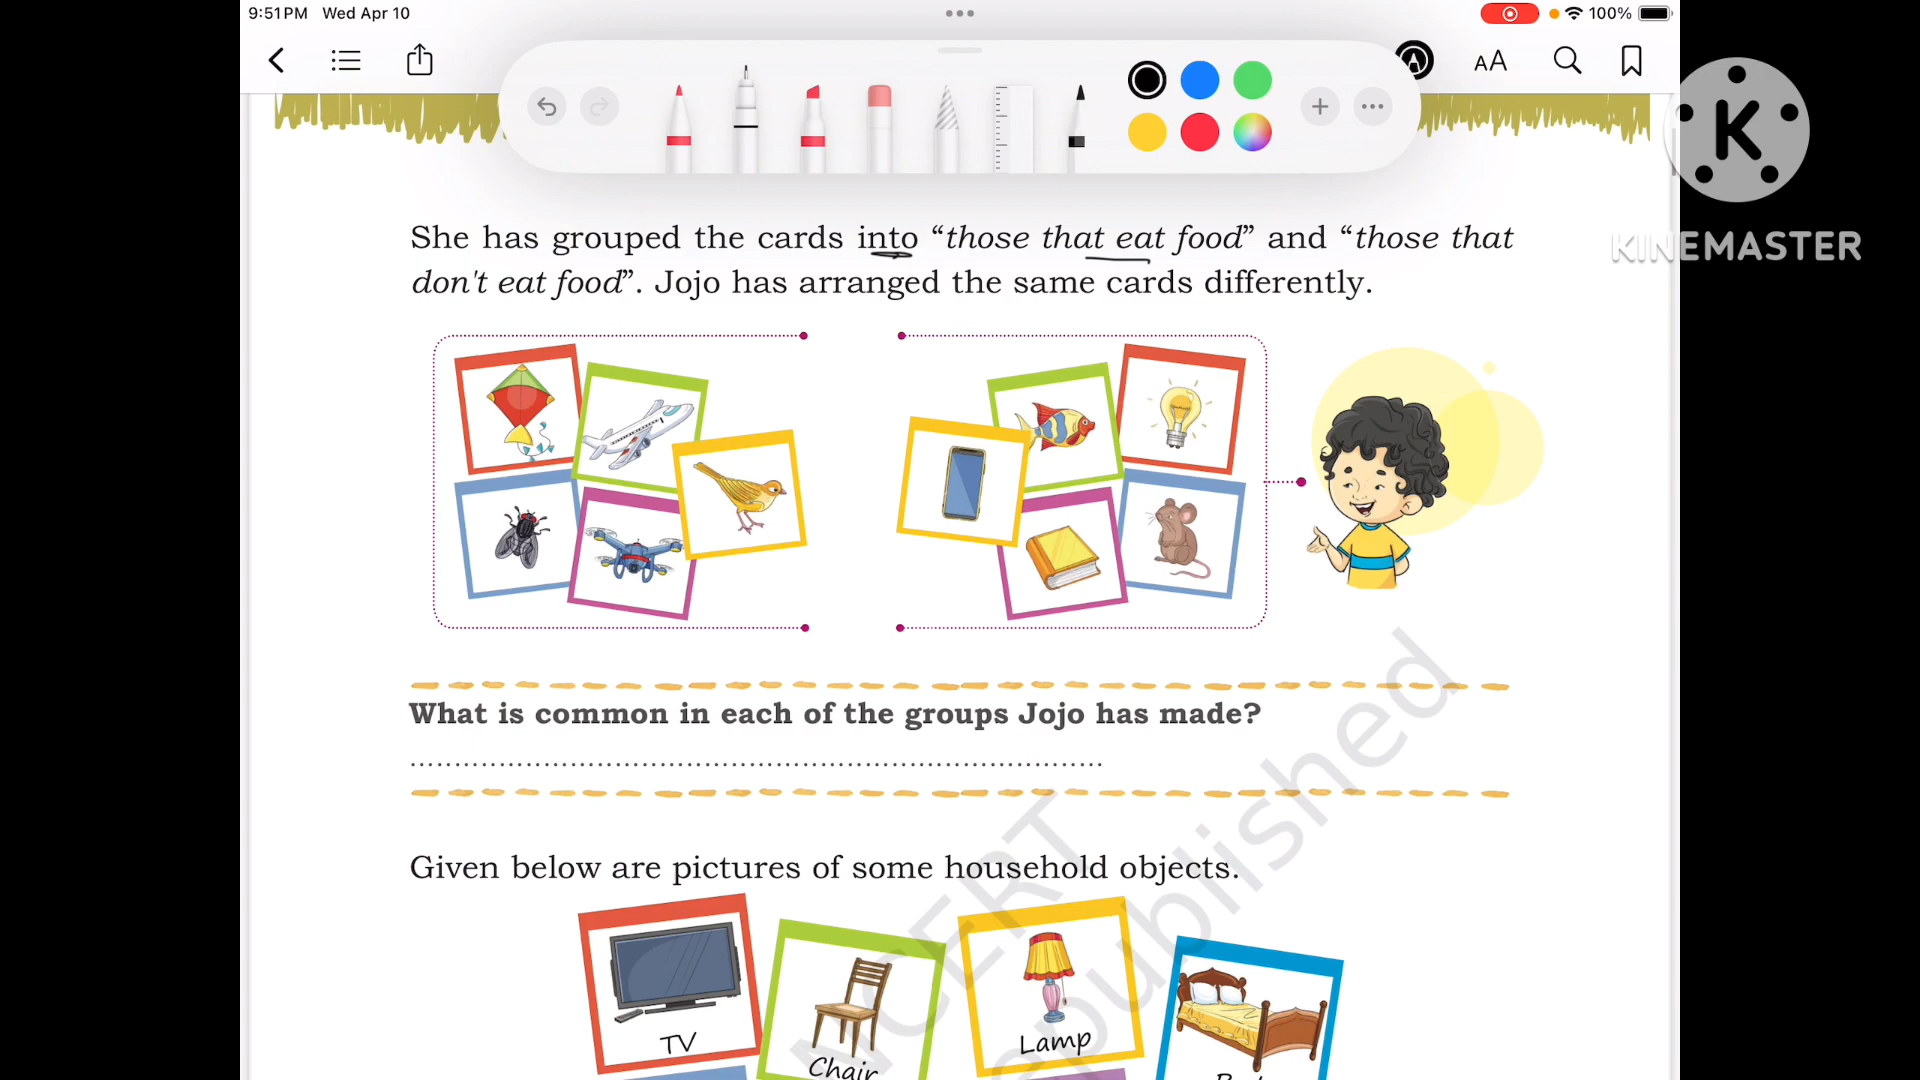 9:51 PM Wed Apr 10
100%
AA
K
KINEMASTER
She has grouped the cards into “those that eat food” and “those that
don't eat food”. Jojo has arranged the same cards differently.
What is common in each of the groups Jojo has made?
Given below are pictures of some household objects.
TV
Chair
Lamp
NCERT
republished